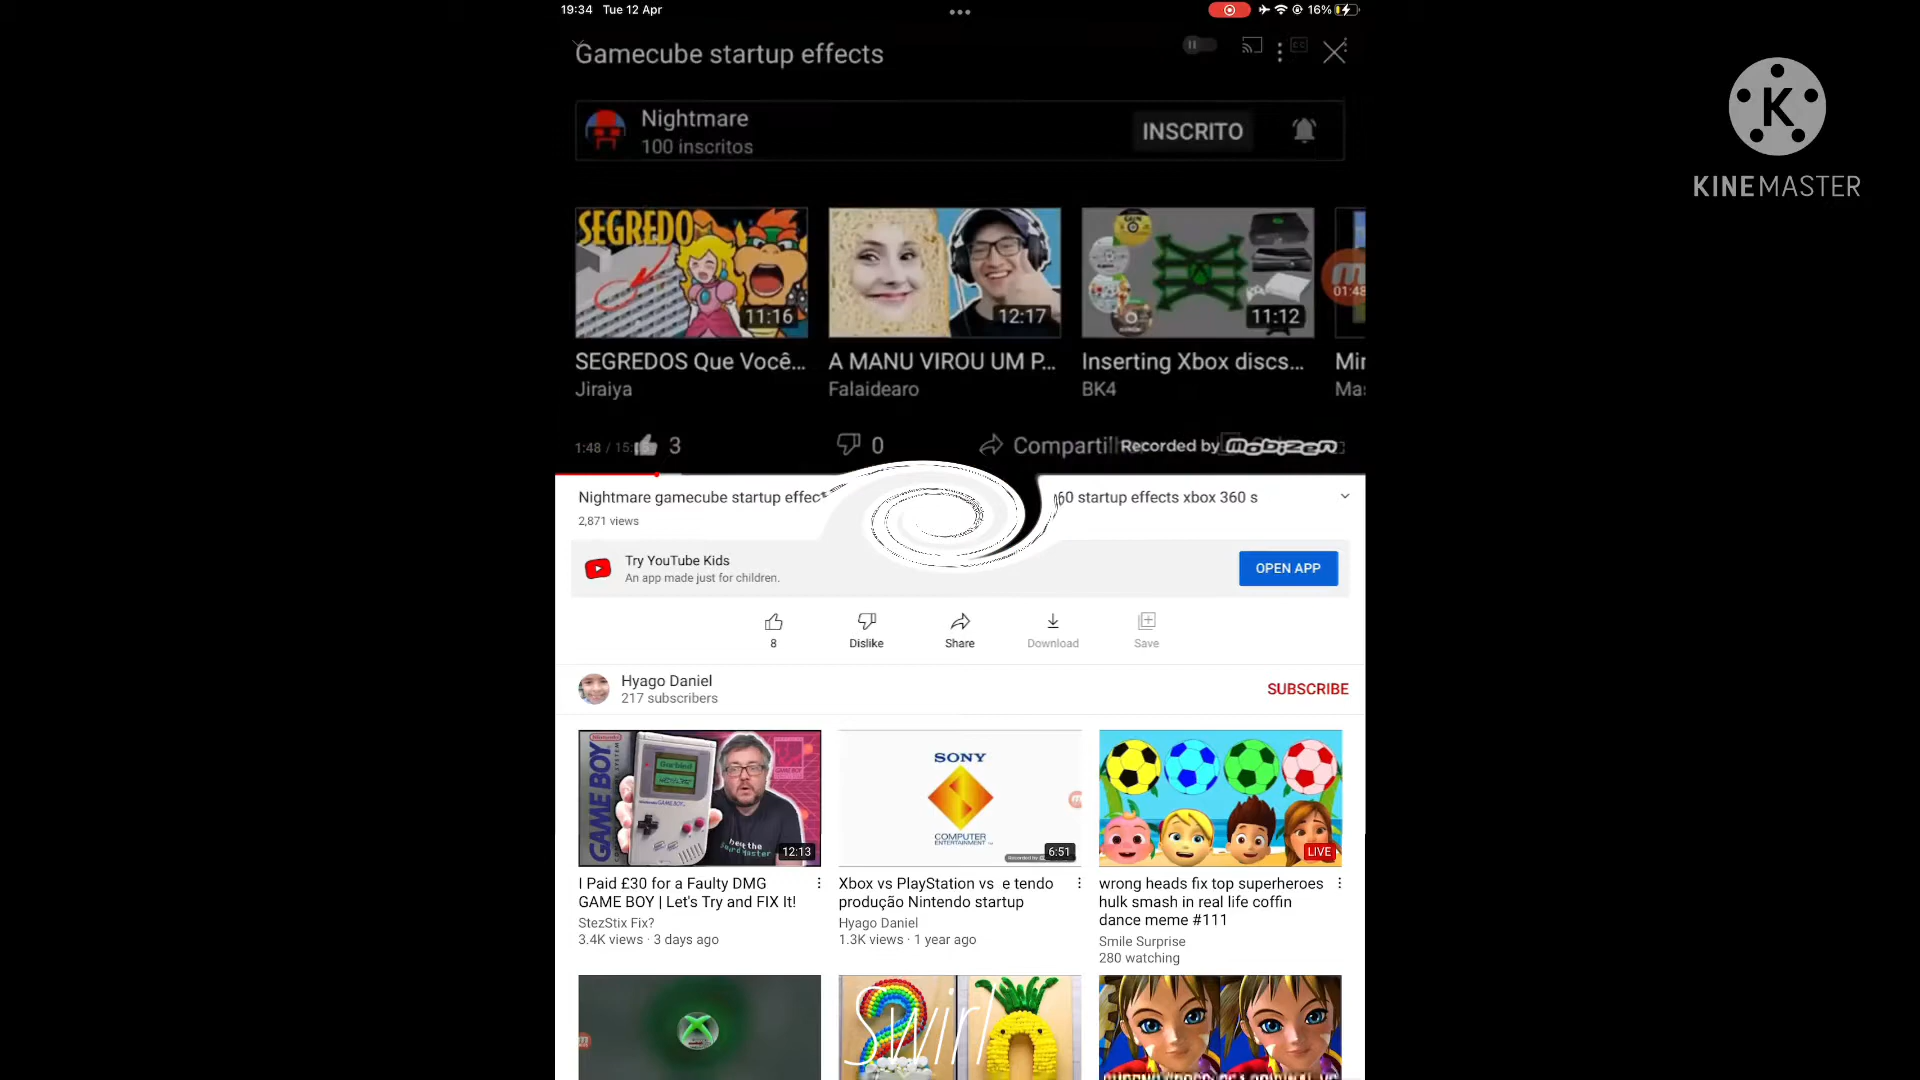 19:34 Tue 12 Apr
16%
Gamecube startup effects
KINEMASTER
Nightmare
100 inscritos
INSCRITO
SEGREDO
11:16
12:17
11:12
01:48
SEGREDOS Que Você...
Jiraiya
A MANU VIROU UM P...
Falaidearo
Inserting Xbox discs...
BK4
Mir
Mas
1:48 / 15:
3
0
Compartilh
Recorded by mobizen
Nightmare gamecube startup effec
60 startup effects xbox 360 s
2,871 views
Try YouTube Kids
An app made just for children.
OPEN APP
8
Dislike
Share
Download
Save
Hyago Daniel
217 subscribers
SUBSCRIBE
GAME BOY
12:13
SONY
COMPUTER
ENTERTAINMENT
6:51
LIVE
I Paid £30 for a Faulty DMG
GAME BOY | Let's Try and FIX It!
StezStix Fix?
3.4K views · 3 days ago
Xbox vs PlayStation vs e tendo
produção Nintendo startup
Hyago Daniel
1.3K views · 1 year ago
wrong heads fix top superheroes
hulk smash in real life coffin
dance meme #111
Smile Surprise
280 watching
Swirl